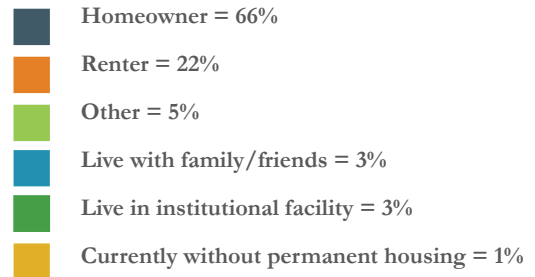 Homeowner = 66%
Renter = 22%
Other = 5%
Live with family/friends = 3%
Live in institutional facility = 3%
Currently without permanent housing = 1%